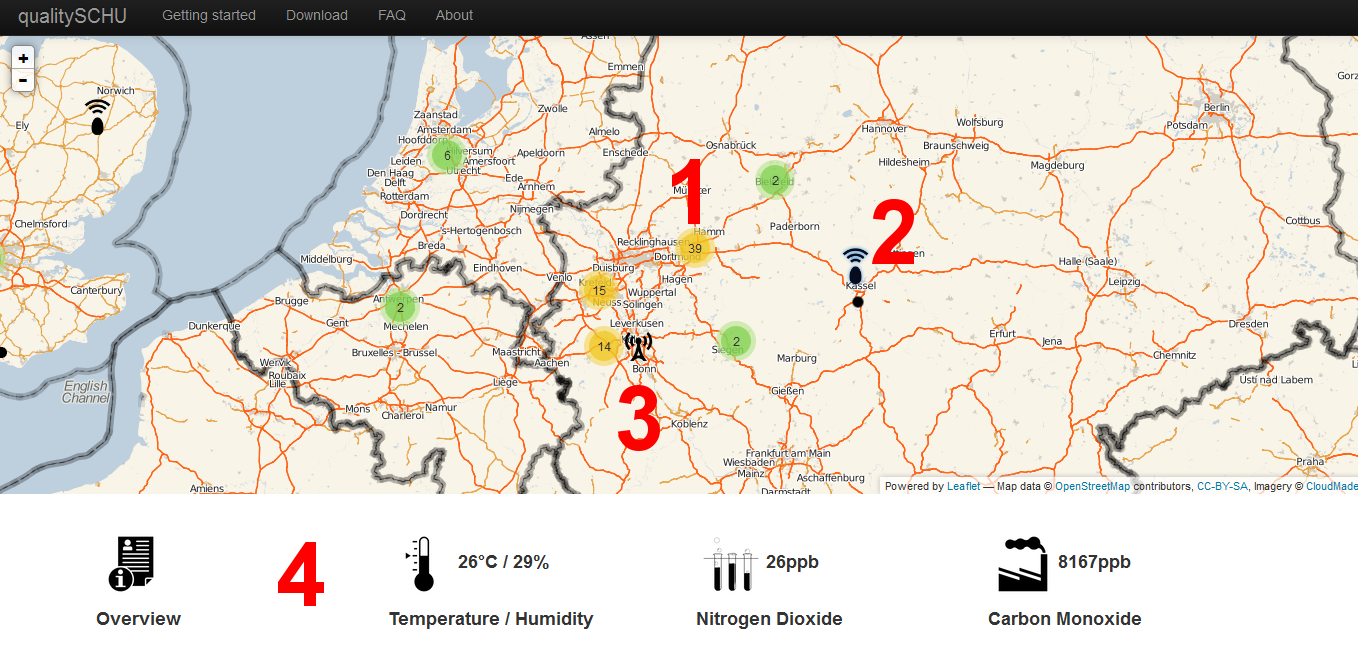 qualitySCHU Getting started Download FAQ About
+
-
Assen
Emmen
Gorz
Norwich
Ely
Zwolle
Berlin
Potsdam
Zaanstad
Amsterdam
Hoofddorp
Almelo
Hannover
Wolfsburg
Braunschweig
6
Leiden
Amersfoort
Utrecht
Apeldoorn
Enschede
Osnabrück
Hildesheim
Magdeburg
Den Haag
Delft
Ede
Arnhem
2
1
Münster
Rotterdam
Nijmegen
Dordrecht
2
Chelmsford
's-Hertogenbosch
Hamm
Paderborn
Cottbus
Breda
Recklinghausen
39
Dortmund
Middelburg
Eindhoven
Duisburg
Halle (Saale)
Venlo
Krefeld
Hagen
Kassel
Leipzig
Canterbury
15
Wuppertal
Brugge
Antwerpen
2
Neuss
Solingen
Gent
Mechelen
Dunkerque
Leverkusen
Dresden
Erfurt
Jena
14
2
Siegen
Bruxelles - Brussel
Maastricht
Aachen
Marburg
Chemnitz
Wervik
Roubaix
Lille
Bonn
English
Channel
Liège
Gießen
Ústí nad Labem
Mons
Namur
Charleroi
3
Koblenz
Frankfurt am Main
Wiesbaden
Mainz
Aschaffenburg
Praha
Amiens
Darmstadt
Powered by Leaflet — Map data © OpenStreetMap contributors, CC-BY-SA, Imagery © CloudMade
4
26°C / 29%
26ppb
8167ppb
Overview
Temperature / Humidity
Nitrogen Dioxide
Carbon Monoxide